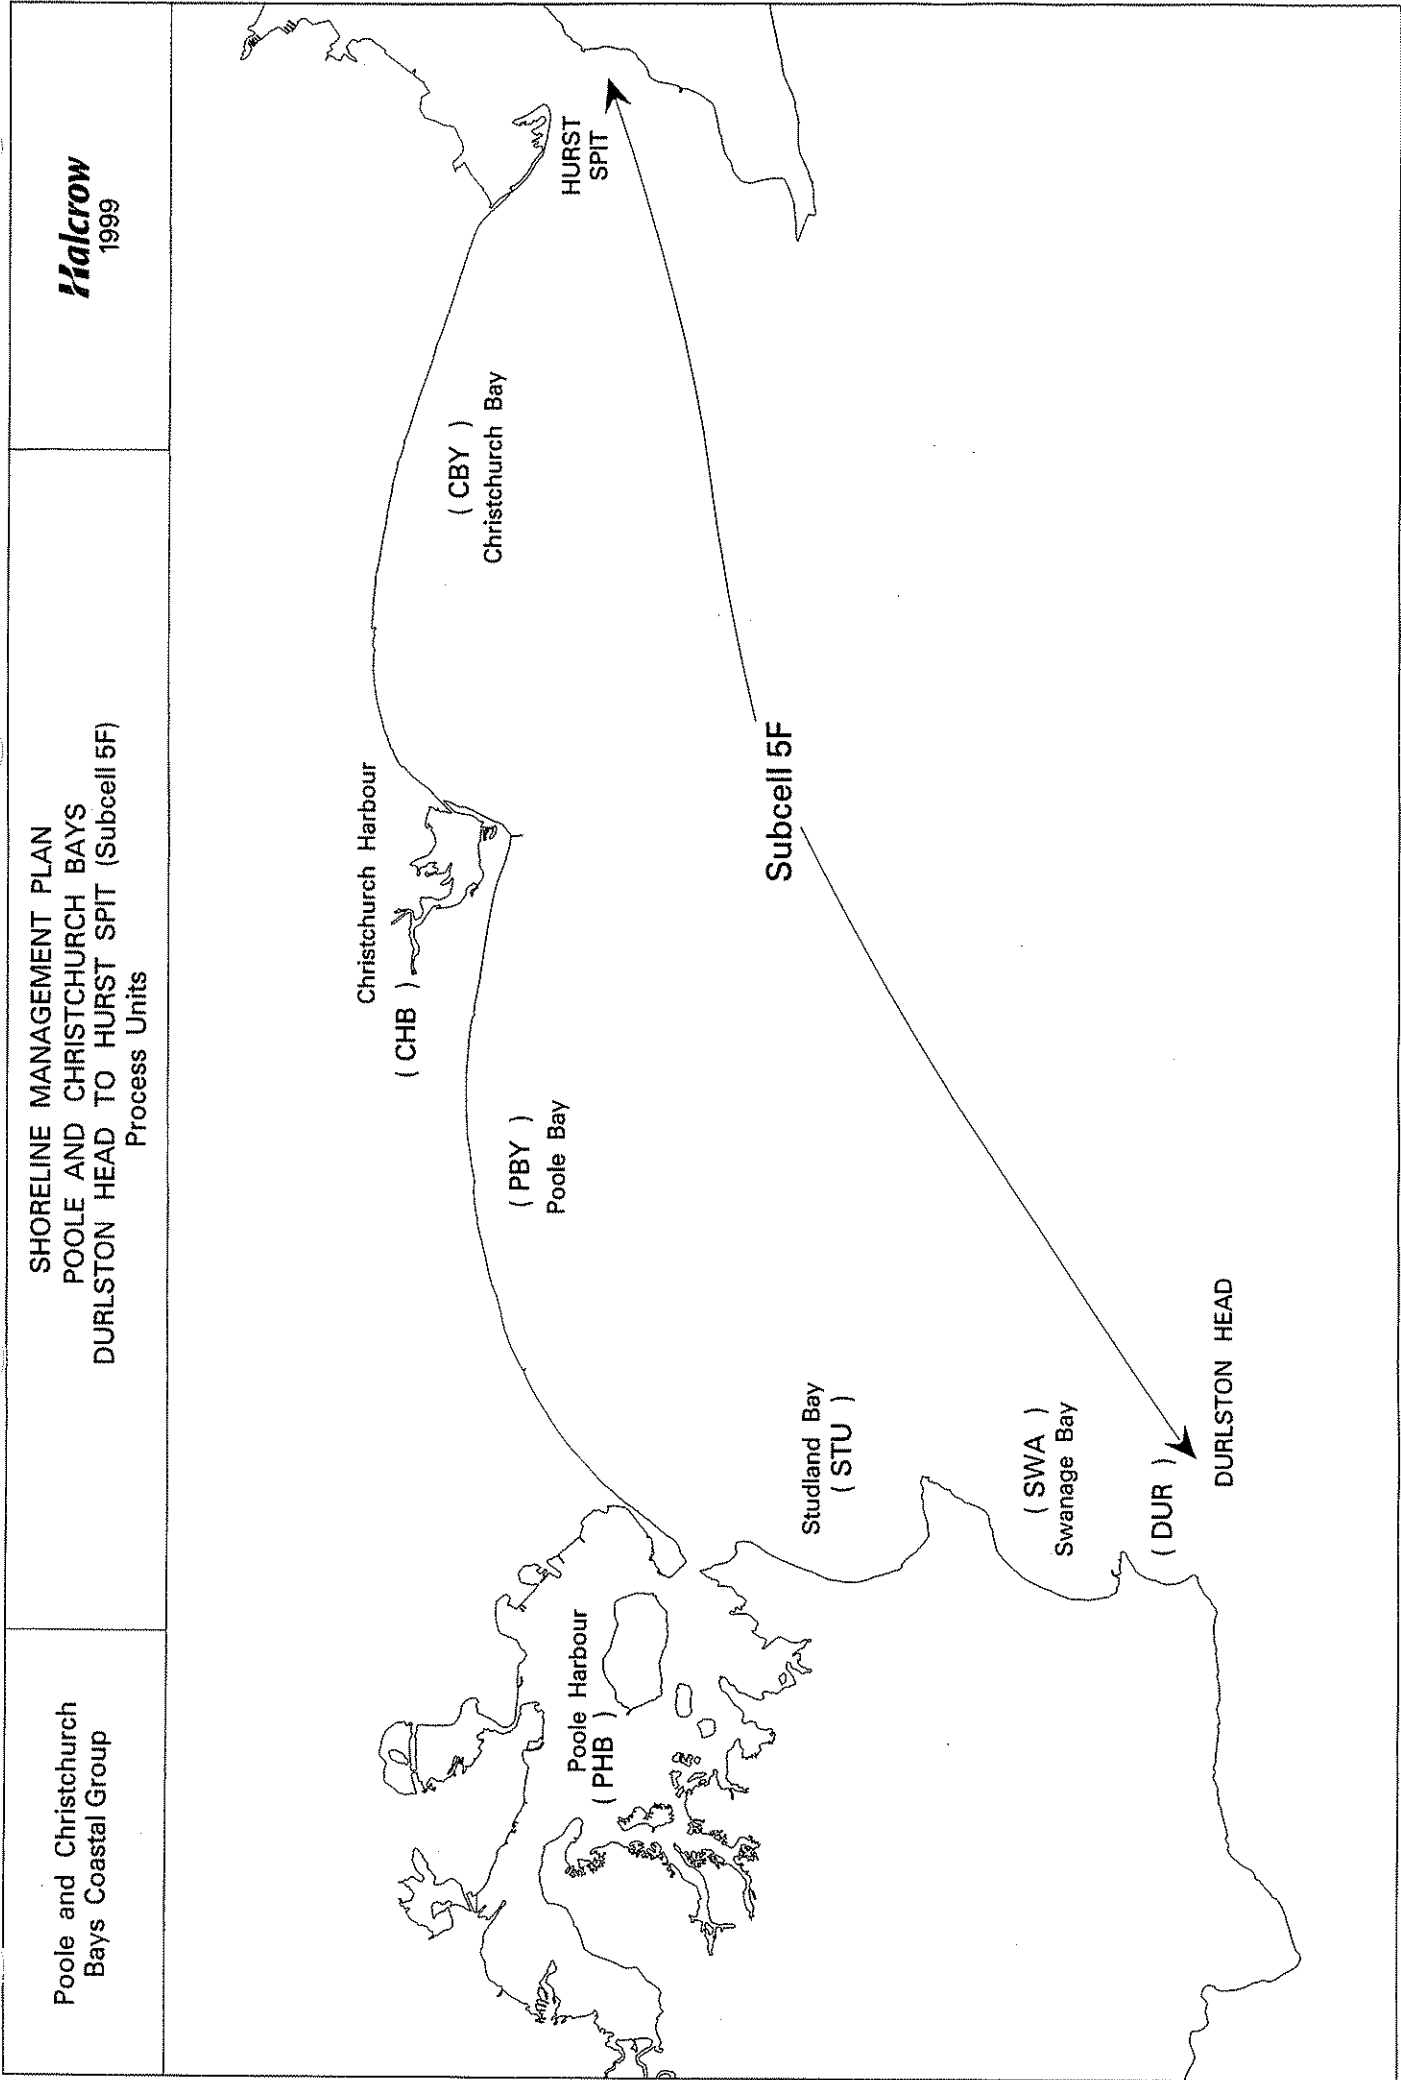 Poole and Christchurch
Bays Coastal Group
SHORELINE MANAGEMENT PLAN
POOLE AND CHRISTCHURCH BAYS
DURLSTON HEAD TO HURST SPIT (Subcell 5F)
Process Units
Halcrow
1999
Christchurch Harbour
( CHB )
( CBY )
Christchurch Bay
HURST
SPIT
( PBY )
Poole Bay
Poole Harbour
( PHB )
Subcell 5F
Studland Bay
( STU )
( SWA )
Swanage Bay
( DUR )
DURLSTON HEAD